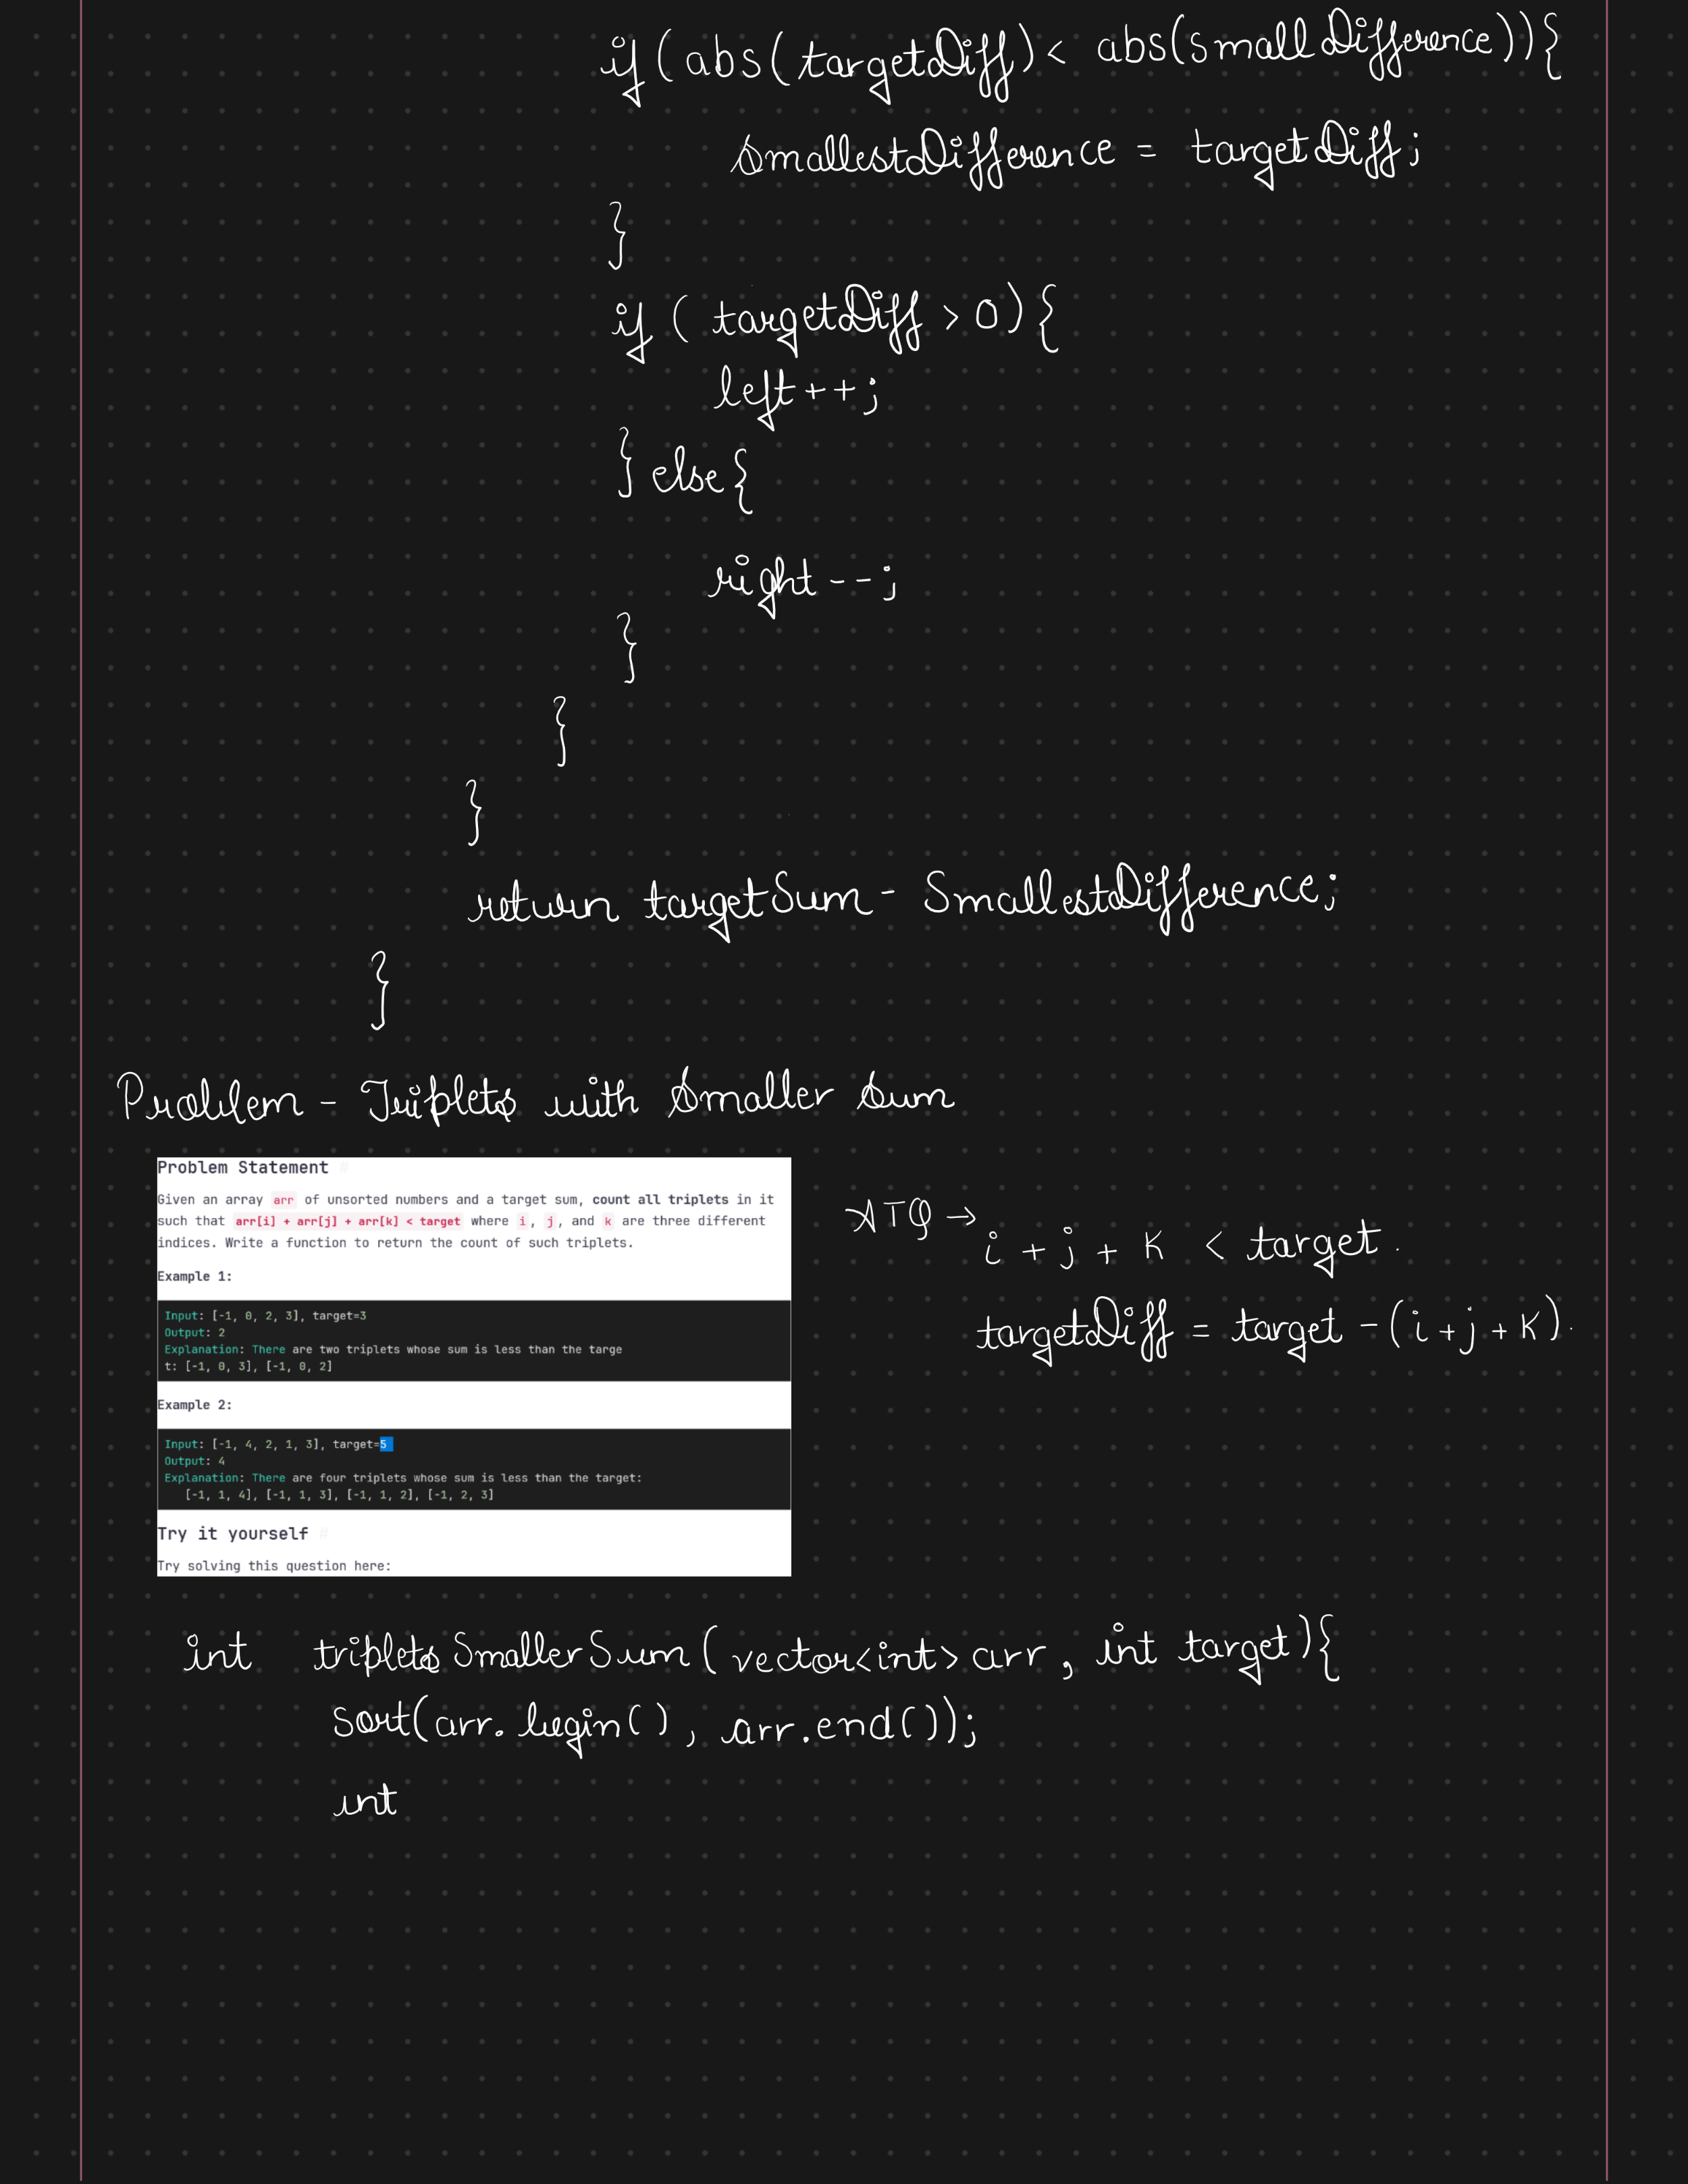 if (abs(targetDiff) < abs(smallDifference)){
smallestDifference = targetDiff;
}
if ( targetDiff > 0){
left++;
} else{
right--;
}
}
}
return targetSum - SmallestDifference;
}
Problem - Triplets with Smaller Sum
Problem Statement #
Given an array arr of unsorted numbers and a target sum, count all triplets in it
such that arr[i] + arr[j] + arr[k] < target where i, j, and k are three different
indices. Write a function to return the count of such triplets.
Example 1:
Input: [-1, 0, 2, 3], target=3
Output: 2
Explanation: There are two triplets whose sum is less than the targe
t: [-1, 0, 3], [-1, 0, 2]
Example 2:
Input: [-1, 4, 2, 1, 3], target=5
Output: 4
Explanation: There are four triplets whose sum is less than the target:
[-1, 1, 4], [-1, 1, 3], [-1, 1, 2], [-1, 2, 3]
Try it yourself #
Try solving this question here:
ATQ →
i + j + K < target.
targetDiff = target - (i + j + K).
int tripletsSmallerSum (vector<int> arr, int target){
sort(arr.begin(), arr.end());
int